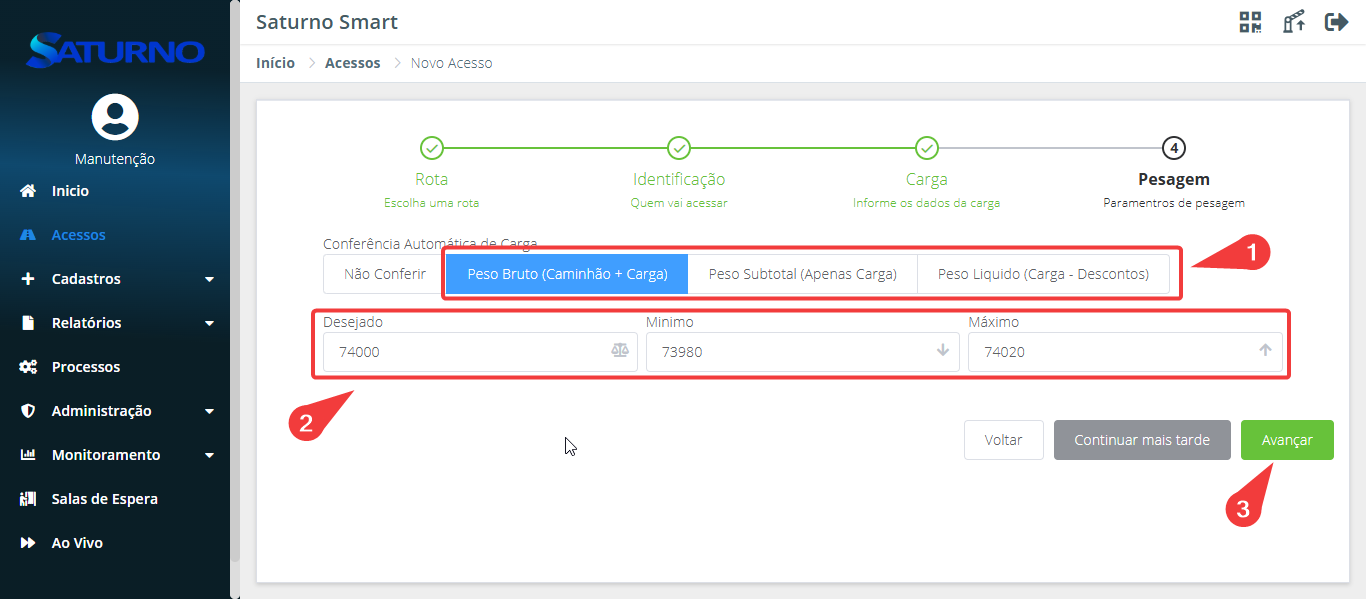 SATURNO
Manutenção
Inicio
Acessos
Cadastros
Relatórios
Processos
Administração
Monitoramento
Salas de Espera
Ao Vivo
Saturno Smart
Início > Acessos > Novo Acesso
4
Rota Identificação Carga Pesagem
Escolha uma rota Quem vai acessar Informe os dados da carga Paramentros de pesagem
Conferência Automática de Carga
1
Não Conferir Peso Bruto (Caminhão + Carga) Peso Subtotal (Apenas Carga) Peso Liquido (Carga - Descontos)
Desejado Minimo Máximo
74000 73980 74020
2
Voltar Continuar mais tarde Avançar
3